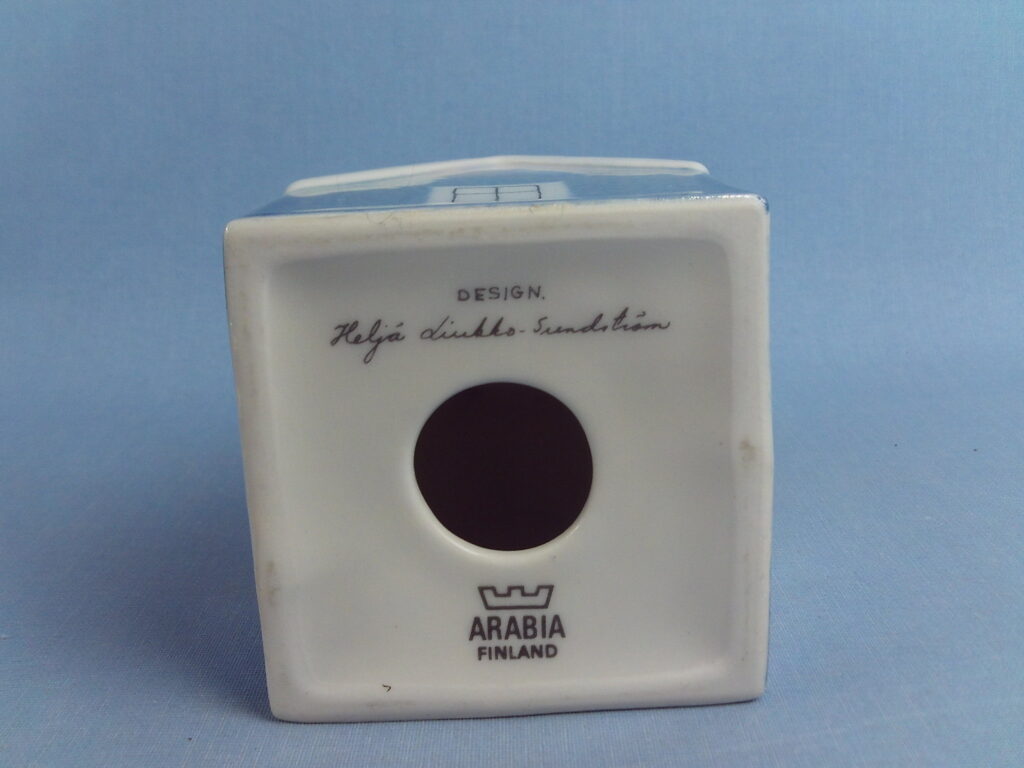 DESIGN.
Heljä Liukko-Sundström
ARABIA
FINLAND